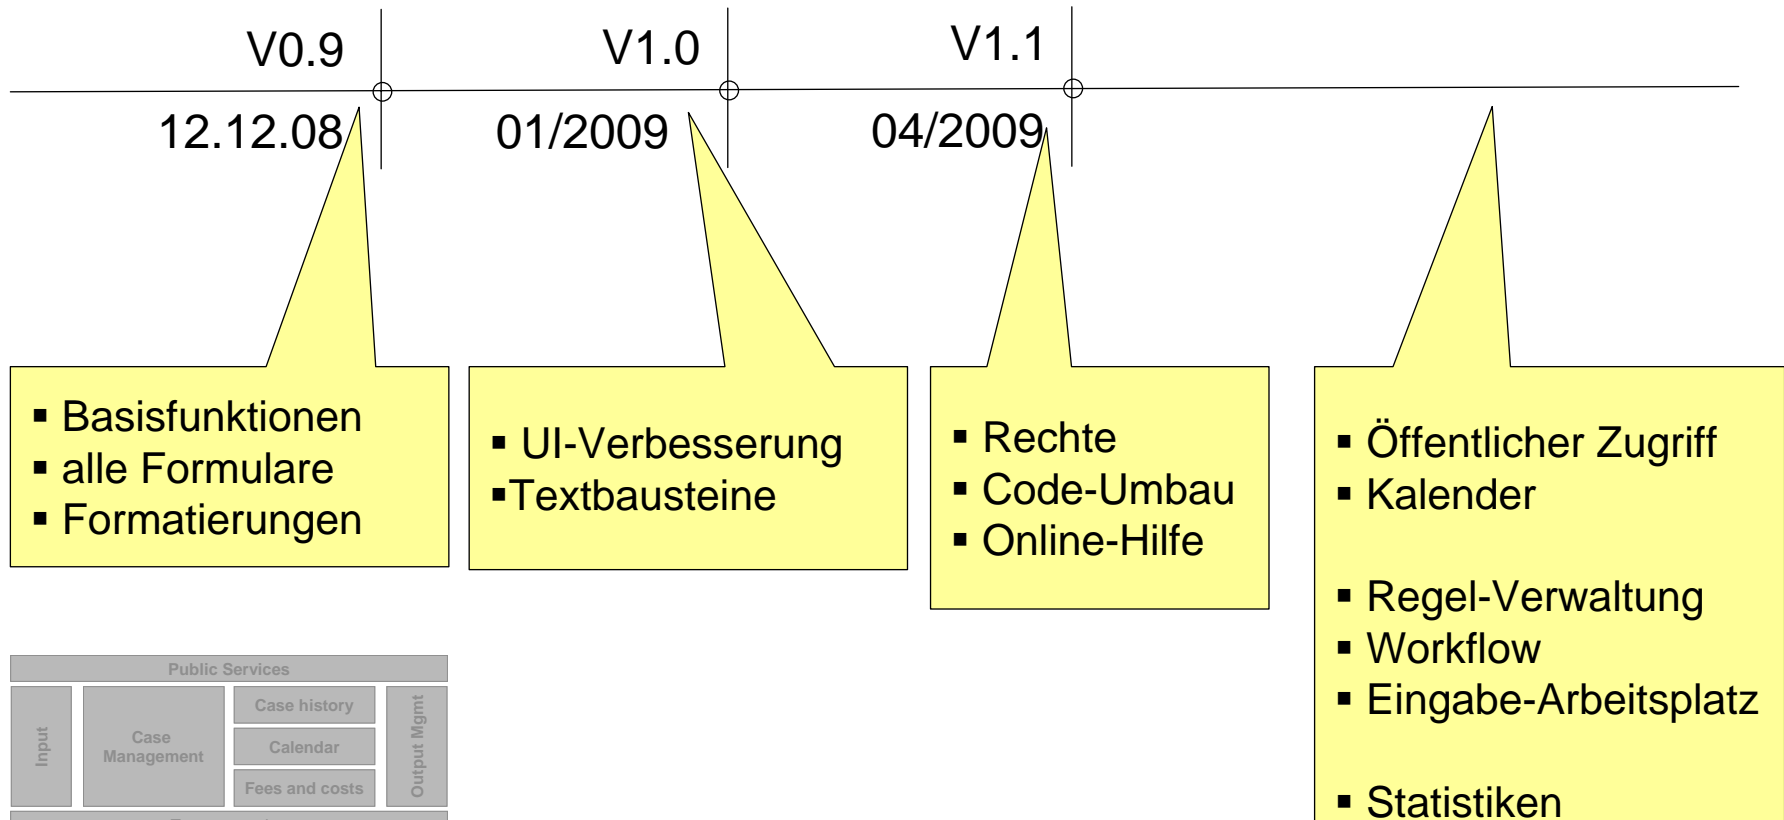 V0.9
V1.0
V1.1
12.12.08
01/2009
04/2009
▪ Basisfunktionen
▪ alle Formulare
▪ Formatierungen
▪ UI-Verbesserung
▪Textbausteine
▪ Rechte
▪ Code-Umbau
▪ Online-Hilfe
▪ Öffentlicher Zugriff
▪ Kalender
▪ Regel-Verwaltung
▪ Workflow
▪ Eingabe-Arbeitsplatz
▪ Statistiken
Public Services
Input
Case
Management
Case history
Calendar
Fees and costs
Output Mgmt